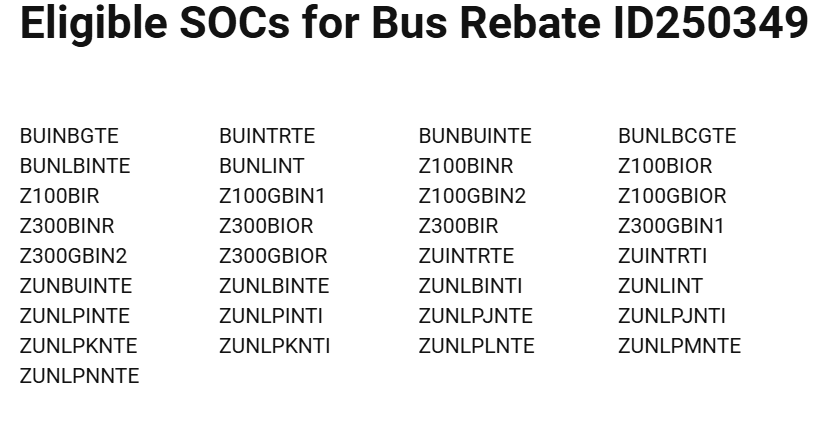 Eligible SOCs for Bus Rebate ID250349
BUINBGTE BUINTRTE BUNBUINTE BUNLBCGTE
BUNLBINTE BUNLINT Z100BINR Z100BIOR
Z100BIR Z100GBIN1 Z100GBIN2 Z100GBIOR
Z300BINR Z300BIOR Z300BIR Z300GBIN1
Z300GBIN2 Z300GBIOR ZUINTRTE ZUINTRTI
ZUNBUINTE ZUNLBINTE ZUNLBINTI ZUNLINT
ZUNLPINTE ZUNLPINTI ZUNLPJNTE ZUNLPJNTI
ZUNLPKNTE ZUNLPKNTI ZUNLPLNTE ZUNLPMNTE
ZUNLPNNTE